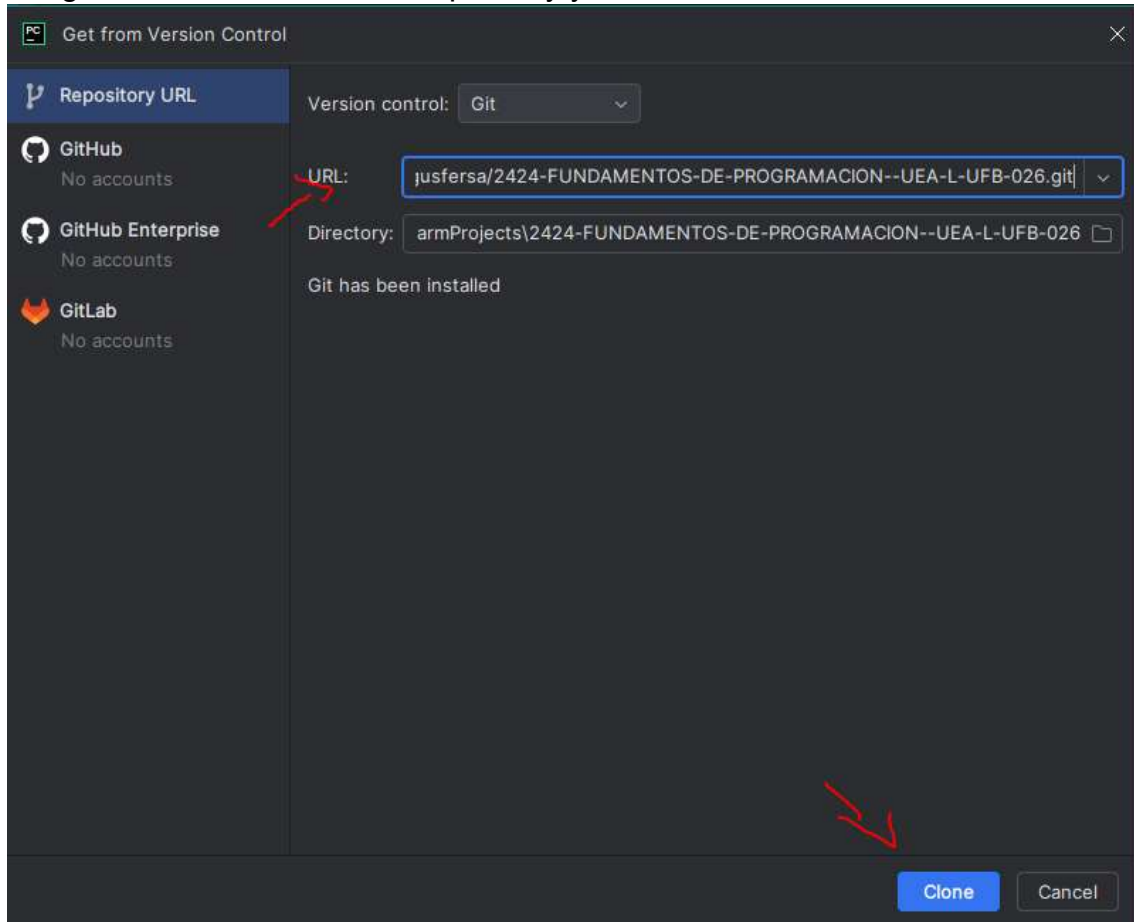 PC Get from Version Control
Repository URL
Version control: Git
GitHub
No accounts
URL: gusfersa/2424-FUNDAMENTOS-DE-PROGRAMACION--UEA-L-UFB-026.git
GitHub Enterprise
No accounts
Directory: armProjects\2424-FUNDAMENTOS-DE-PROGRAMACION--UEA-L-UFB-026
Git has been installed
GitLab
No accounts
Clone Cancel